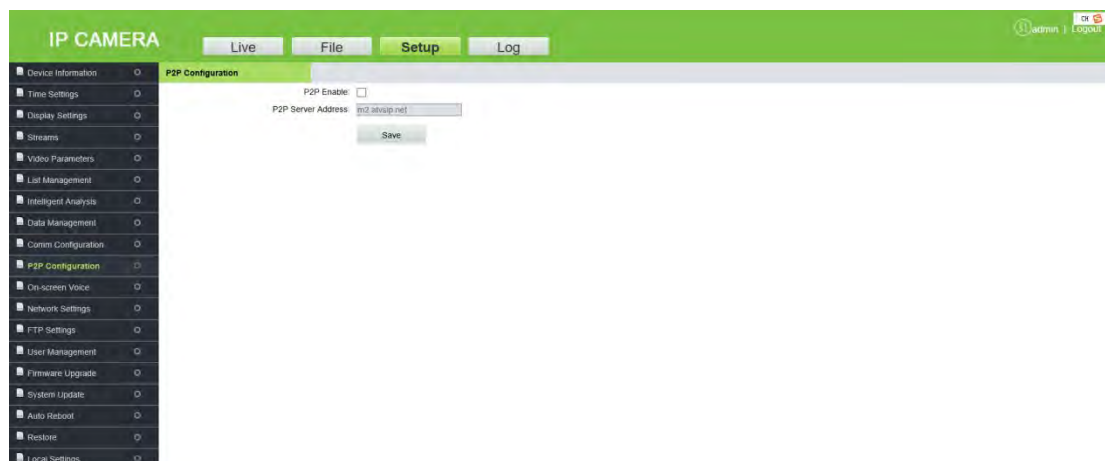 CH
IP CAMERA
Live File Setup Log
admin | Logout
Device Information
P2P Configuration
Time Settings
P2P Enable:
Display Settings
P2P Server Address:
Streams
Save
Video Parameters
List Management
Intelligent Analysis
Data Management
Comm Configuration
P2P Configuration
On-screen Voice
Network Settings
FTP Settings
User Management
Firmware Upgrade
System Update
Auto Reboot
Restore
Local Settings